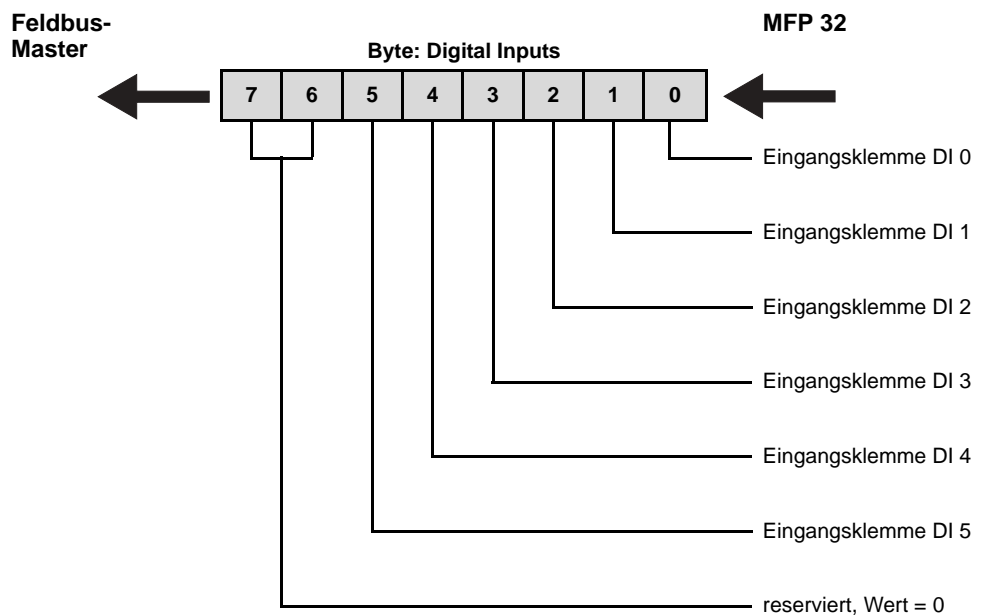 Feldbus-
Master
MFP 32
Byte: Digital Inputs
7 6 5 4 3 2 1 0
Eingangsklemme DI 0
Eingangsklemme DI 1
Eingangsklemme DI 2
Eingangsklemme DI 3
Eingangsklemme DI 4
Eingangsklemme DI 5
reserviert, Wert = 0